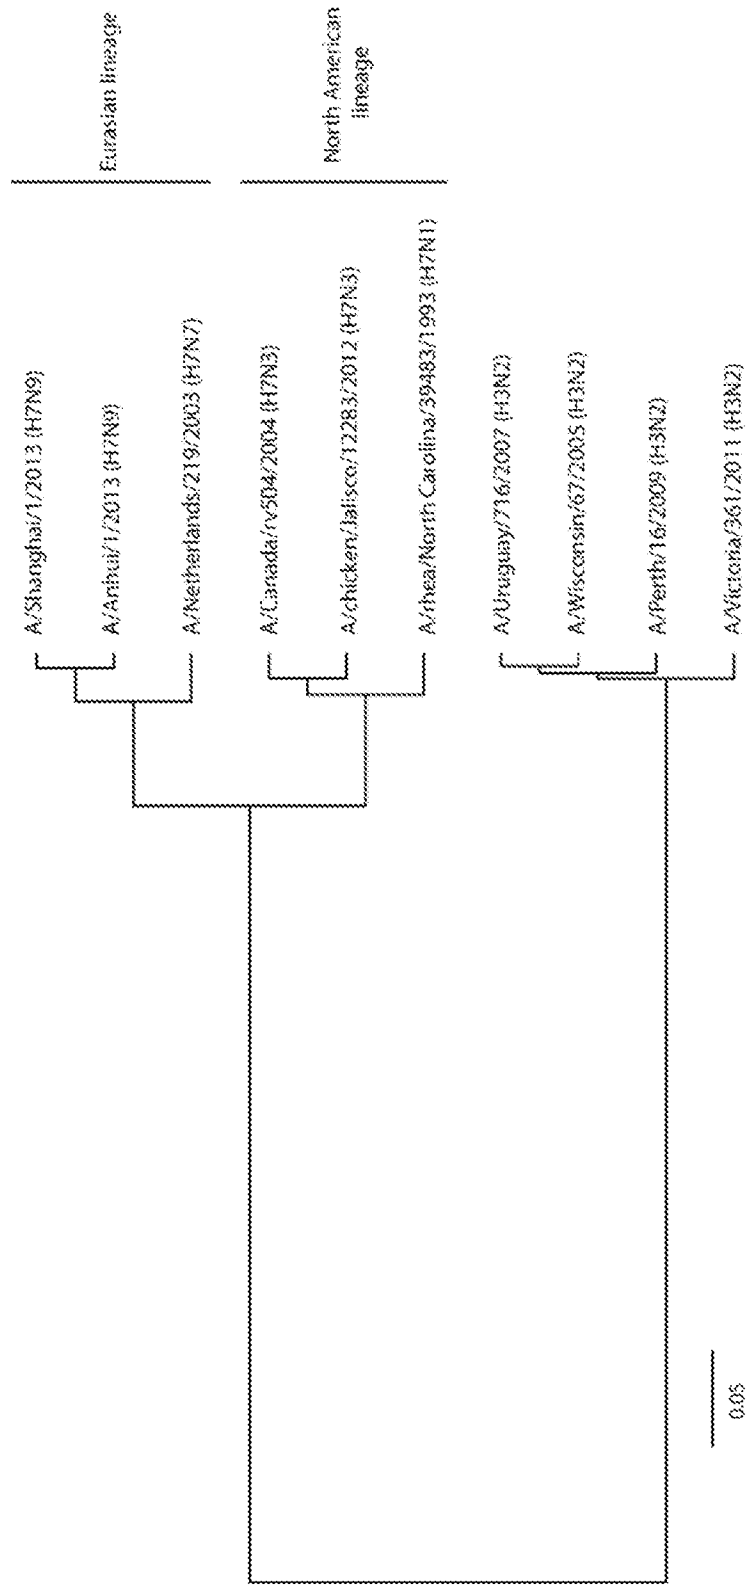 Eurasian lineage
North American
lineage
A/Shanghai/1/2013 (H7N9)
A/Anhui/1/2013 (H7N9)
A/Netherlands/219/2003 (H7N7)
A/Canada/rv504/2004 (H7N3)
A/chicken/Jalisco/12283/2012 (H7N3)
A/rhea/North Carolina/39483/1993 (H7N1)
A/Uruguay/716/2007 (H3N2)
A/Wisconsin/67/2005 (H3N2)
A/Perth/16/2009 (H3N2)
A/Victoria/361/2011 (H3N2)
0.05